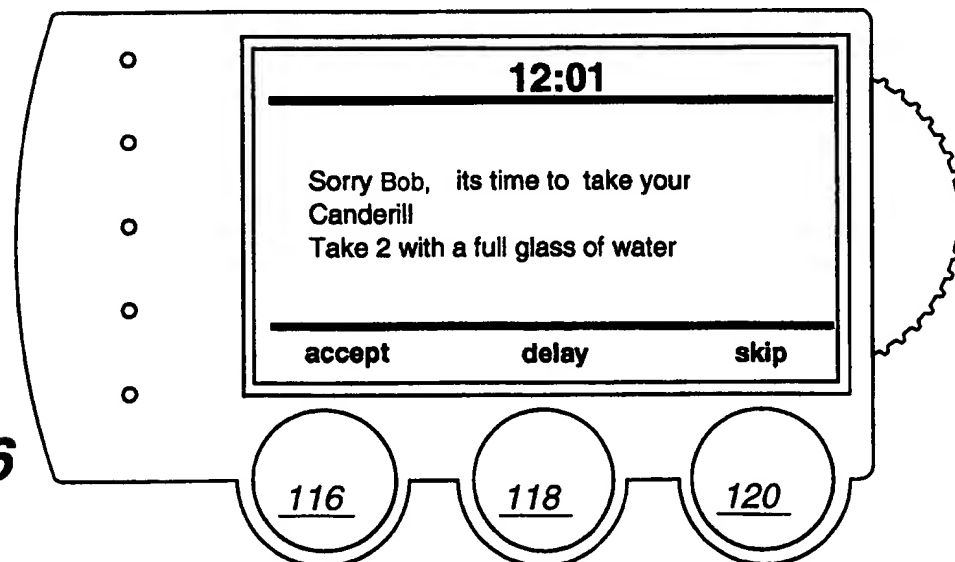 12:01
Sorry Bob, its time to take your
Canderill
Take 2 with a full glass of water
accept delay skip
6
116 118 120